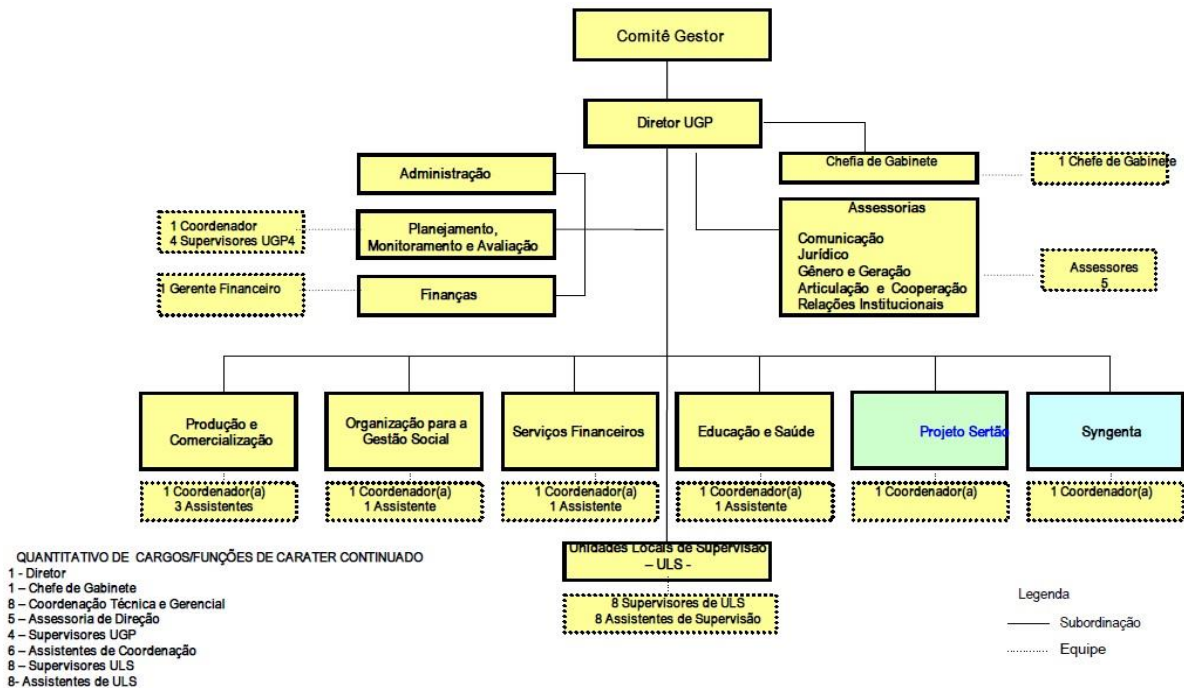 Comitê Gestor
Diretor UGP
Administração
Planejamento,
Monitoramento e Avaliação
Finanças
1 Coordenador
4 Supervisores UGP4
1 Gerente Financeiro
Chefia de Gabinete
1 Chefe de Gabinete
Assessorias
Comunicação
Jurídico
Gênero e Geração
Articulação e Cooperação
Relações Institucionais
Assessores
5
Produção e
Comercialização
1 Coordenador(a)
3 Assistentes
Organização para a
Gestão Social
1 Coordenador(a)
1 Assistente
Serviços Financeiros
1 Coordenador(a)
1 Assistente
Educação e Saúde
1 Coordenador(a)
1 Assistente
Projeto Sertão
1 Coordenador(a)
Syngenta
1 Coordenador(a)
Unidades Locais de Supervisão
– ULS -
8 Supervisores de ULS
8 Assistentes de Supervisão
QUANTITATIVO DE CARGOS/FUNÇÕES DE CARATER CONTINUADO
1 - Diretor
1 – Chefe de Gabinete
8 – Coordenação Técnica e Gerencial
5 – Assessoria de Direção
4 – Supervisores UGP
6 – Assistentes de Coordenação
8 – Supervisores ULS
8- Assistentes de ULS
Legenda
Subordinação
Equipe